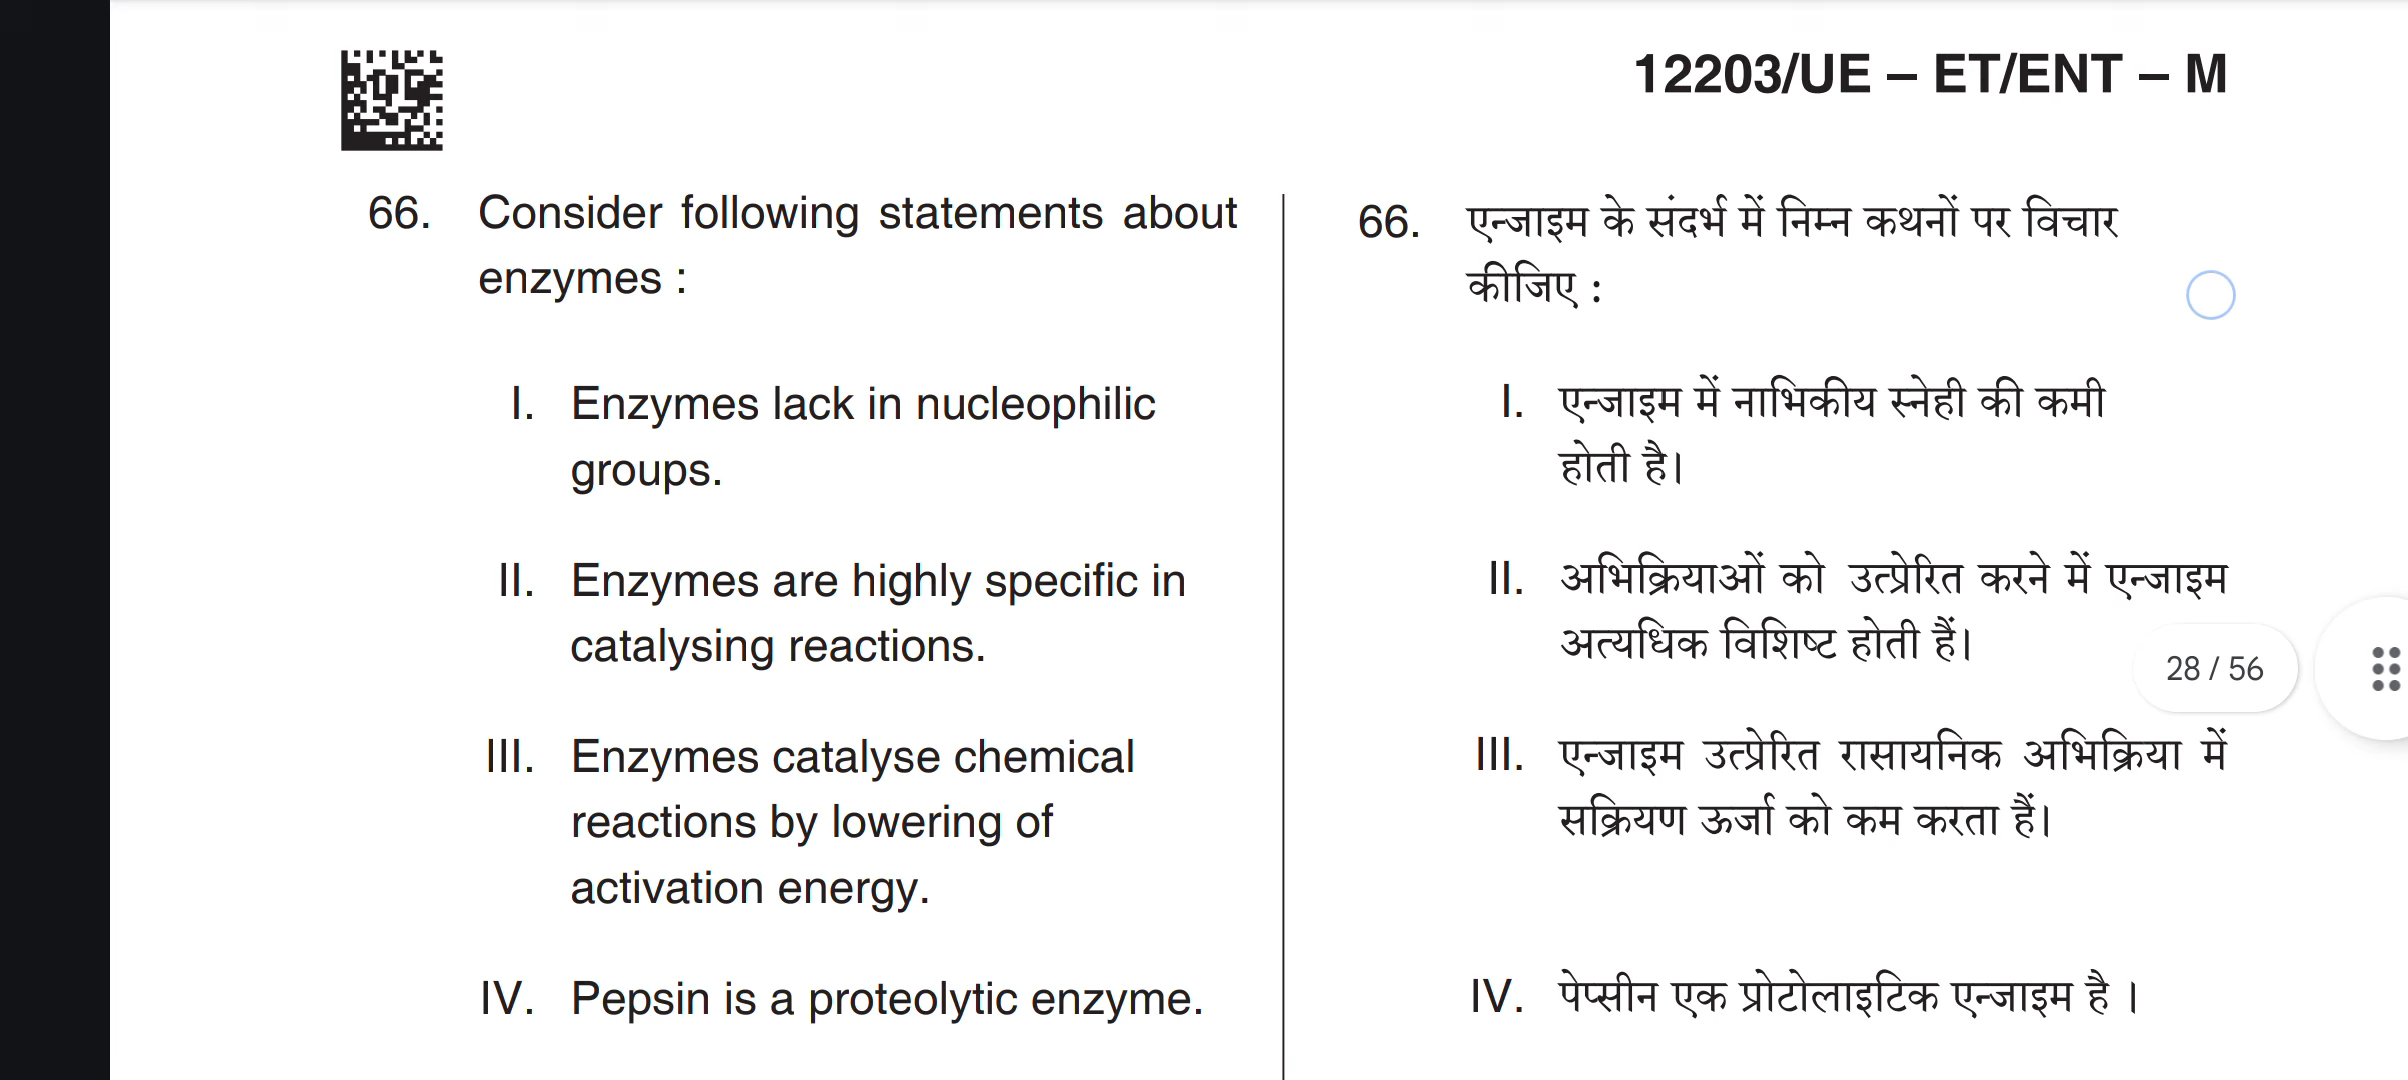 12203/UE – ET/ENT – M
66. Consider following statements about
enzymes :
I. Enzymes lack in nucleophilic
groups.
II. Enzymes are highly specific in
catalysing reactions.
III. Enzymes catalyse chemical
reactions by lowering of
activation energy.
IV. Pepsin is a proteolytic enzyme.
66. एन्जाइम के संदर्भ में निम्न कथनों पर विचार
कीजिए :
I. एन्जाइम में नाभिकीय स्नेही की कमी
होती है।
II. अभिक्रियाओं को उत्प्रेरित करने में एन्जाइम
अत्यधिक विशिष्ट होती हैं।
III. एन्जाइम उत्प्रेरित रासायनिक अभिक्रिया में
सक्रियण ऊर्जा को कम करता हैं।
IV. पेप्सीन एक प्रोटोलाइटिक एन्जाइम है ।
28 / 56